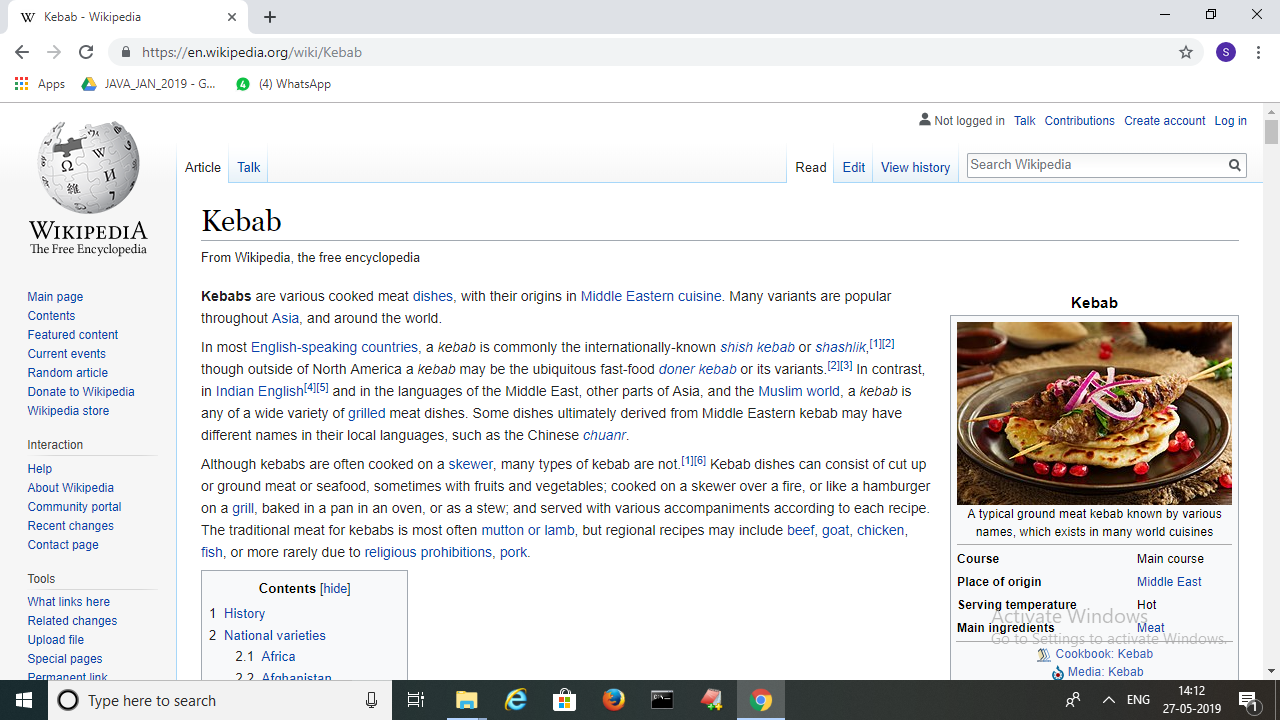 Kebab - Wikipedia
https://en.wikipedia.org/wiki/Kebab
S
Apps
JAVA_JAN_2019 - G...
4
(4) WhatsApp
Not logged in Talk Contributions Create account Log in
WIKIPEDIA
The Free Encyclopedia
Article Talk
Read Edit View history
Search Wikipedia
Main page
Contents
Featured content
Current events
Random article
Donate to Wikipedia
Wikipedia store
Interaction
Help
About Wikipedia
Community portal
Recent changes
Contact page
Tools
What links here
Related changes
Upload file
Special pages
Permanent link
Kebab
From Wikipedia, the free encyclopedia
Kebabs are various cooked meat dishes, with their origins in Middle Eastern cuisine. Many variants are popular
throughout Asia, and around the world.
In most English-speaking countries, a kebab is commonly the internationally-known shish kebab or shashlik,[1][2]
though outside of North America a kebab may be the ubiquitous fast-food doner kebab or its variants.[2][3] In contrast,
in Indian English[4][5] and in the languages of the Middle East, other parts of Asia, and the Muslim world, a kebab is
any of a wide variety of grilled meat dishes. Some dishes ultimately derived from Middle Eastern kebab may have
different names in their local languages, such as the Chinese chuanr.
Although kebabs are often cooked on a skewer, many types of kebab are not.[1][6] Kebab dishes can consist of cut up
or ground meat or seafood, sometimes with fruits and vegetables; cooked on a skewer over a fire, or like a hamburger
on a grill, baked in a pan in an oven, or as a stew; and served with various accompaniments according to each recipe.
The traditional meat for kebabs is most often mutton or lamb, but regional recipes may include beef, goat, chicken,
fish, or more rarely due to religious prohibitions, pork.
Contents [hide]
1 History
2 National varieties
2.1 Africa
2.2 Afghanistan
Kebab
A typical ground meat kebab known by various
names, which exists in many world cuisines
Course Main course
Place of origin Middle East
Serving temperature Hot
Main ingredients Meat
Cookbook: Kebab
Media: Kebab
Activate Windows
Go to Settings to activate Windows.
Type here to search
ENG
14:12
27-05-2019
1